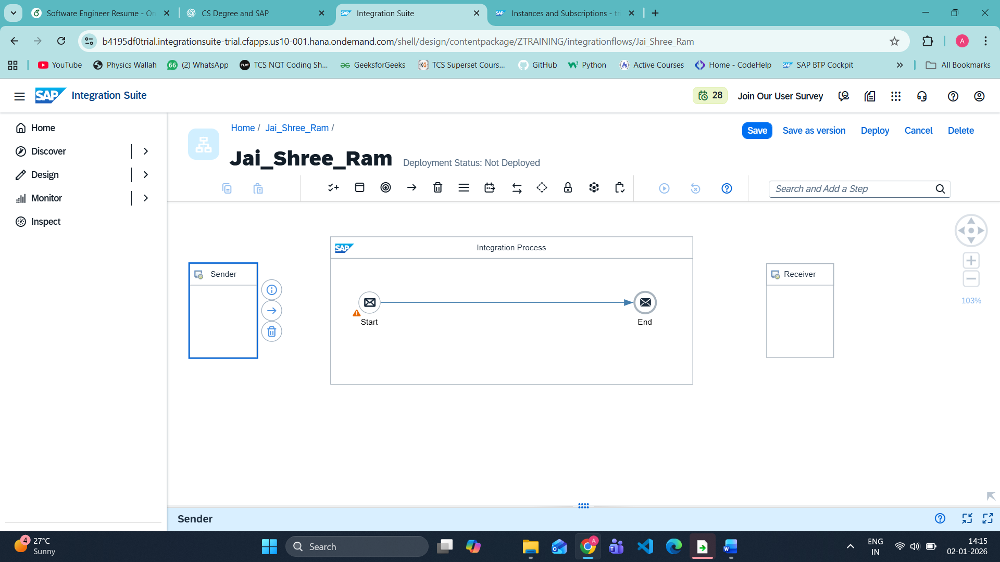 Software Engineer Resume - On
CS Degree and SAP
Integration Suite
Instances and Subscriptions - tr
b4195df0trial.integrationsuite-trial.cfapps.us10-001.hana.ondemand.com/shell/design/contentpackage/ZTRAINING/integrationflows/Jai_Shree_Ram
A
YouTube
Physics Wallah
(2) WhatsApp
TCS NQT Coding Sh...
GeeksforGeeks
TCS Superset Cours...
GitHub
Python
Active Courses
Home - CodeHelp
SAP BTP Cockpit
All Bookmarks
SAP Integration Suite
28
Join Our User Survey
Home
Discover
Design
Monitor
Inspect
Home / Jai_Shree_Ram /
Save
Save as version
Deploy
Cancel
Delete
Jai_Shree_Ram
Deployment Status: Not Deployed
Search and Add a Step
SAP
Integration Process
Sender
Receiver
Start
End
103%
Sender
4
27°C
Sunny
Search
A
ENG
IN
14:15
02-01-2026